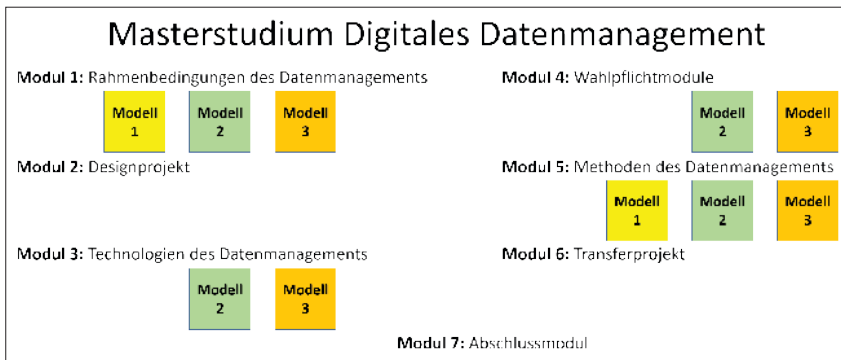 Masterstudium Digitales Datenmanagement
Modul 1: Rahmenbedingungen des Datenmanagements
Modell 1
Modell 2
Modell 3
Modul 2: Designprojekt
Modul 3: Technologien des Datenmanagements
Modell 2
Modell 3
Modul 4: Wahlpflichtmodule
Modell 2
Modell 3
Modul 5: Methoden des Datenmanagements
Modell 1
Modell 2
Modell 3
Modul 6: Transferprojekt
Modul 7: Abschlussmodul